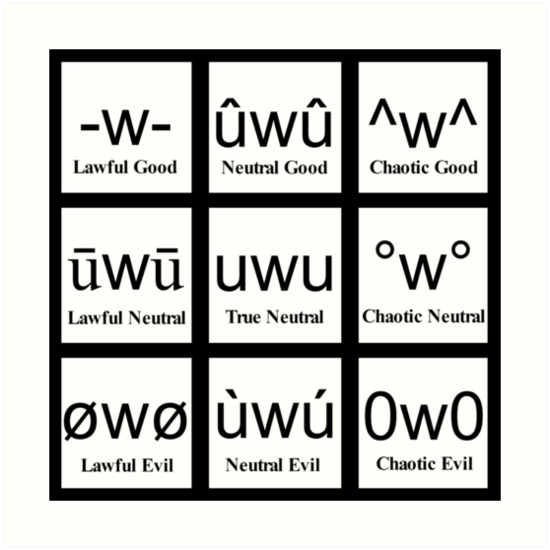 -w-
Lawful Good
ûwû
Neutral Good
^w^
Chaotic Good
ūwū
Lawful Neutral
uwu
True Neutral
°w°
Chaotic Neutral
øwø
Lawful Evil
ùwú
Neutral Evil
0w0
Chaotic Evil